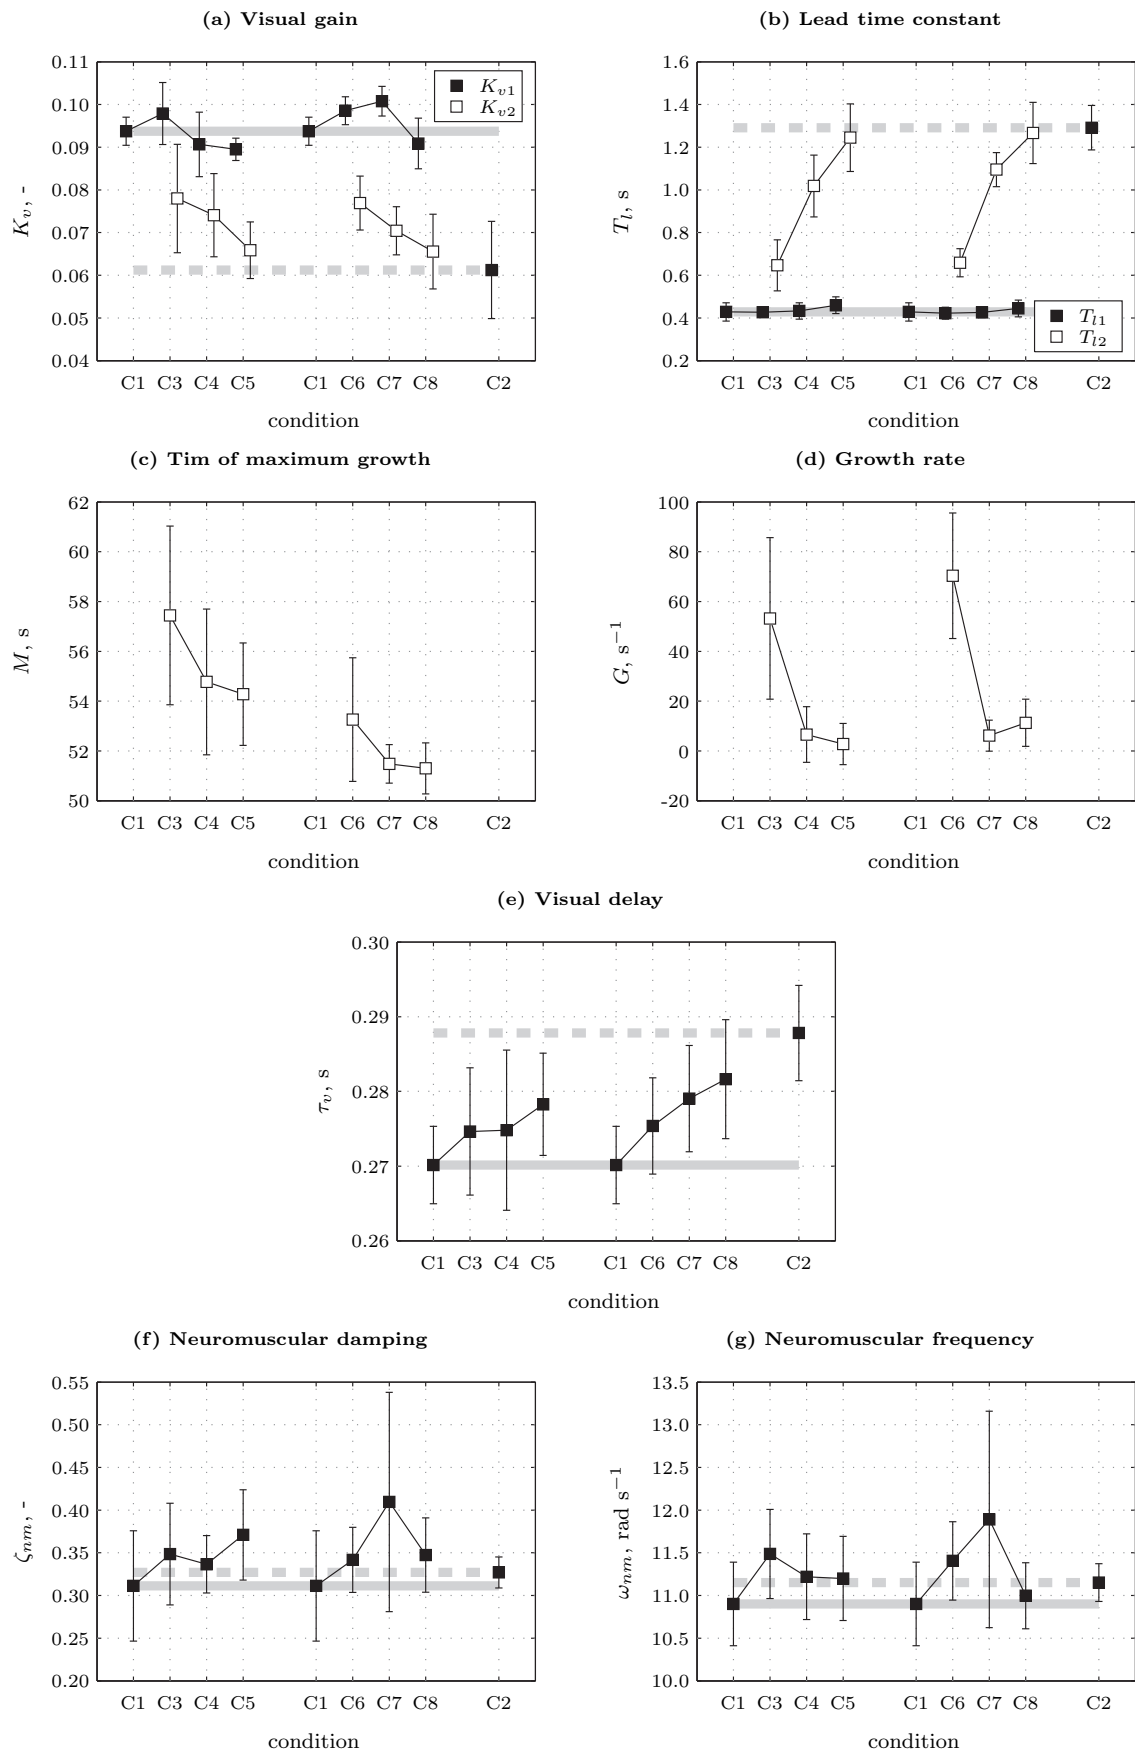 (a) Visual gain
0.11
0.10
0.09
0.08
0.07
0.06
0.05
0.04
K_v, -
K_v1
K_v2
C1 C3 C4 C5 C1 C6 C7 C8 C2
condition
(b) Lead time constant
1.6
1.4
1.2
1.0
0.8
0.6
0.4
0.2
T_l, s
T_l1
T_l2
C1 C3 C4 C5 C1 C6 C7 C8 C2
condition
(c) Tim of maximum growth
62
60
58
56
54
52
50
M, s
C1 C3 C4 C5 C1 C6 C7 C8 C2
condition
(d) Growth rate
100
80
60
40
20
0
-20
G, s⁻¹
C1 C3 C4 C5 C1 C6 C7 C8 C2
condition
(e) Visual delay
0.30
0.29
0.28
0.27
0.26
τ_v, s
C1 C3 C4 C5 C1 C6 C7 C8 C2
condition
(f) Neuromuscular damping
0.55
0.50
0.45
0.40
0.35
0.30
0.25
0.20
ζ_nm, -
C1 C3 C4 C5 C1 C6 C7 C8 C2
condition
(g) Neuromuscular frequency
13.5
13.0
12.5
12.0
11.5
11.0
10.5
10.0
ω_nm, rad s⁻¹
C1 C3 C4 C5 C1 C6 C7 C8 C2
condition